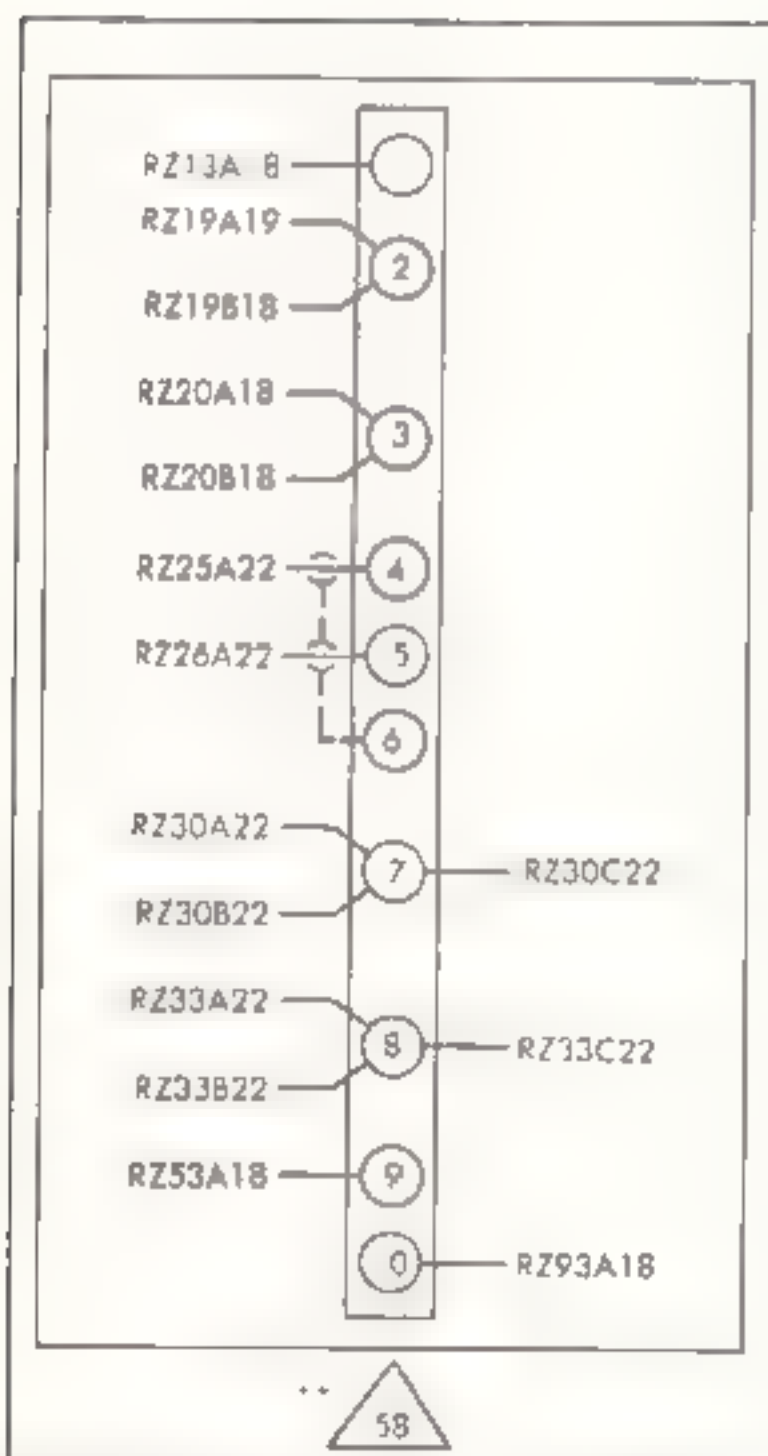 RZ13A 8
RZ19A19
2
RZ19B18
RZ20A18
3
RZ20B18
RZ25A22
4
RZ26A22
5
6
RZ30A22
7
RZ30C22
RZ30B22
RZ33A22
8
RZ33C22
RZ33B22
RZ53A18
9
0
RZ93A18
58